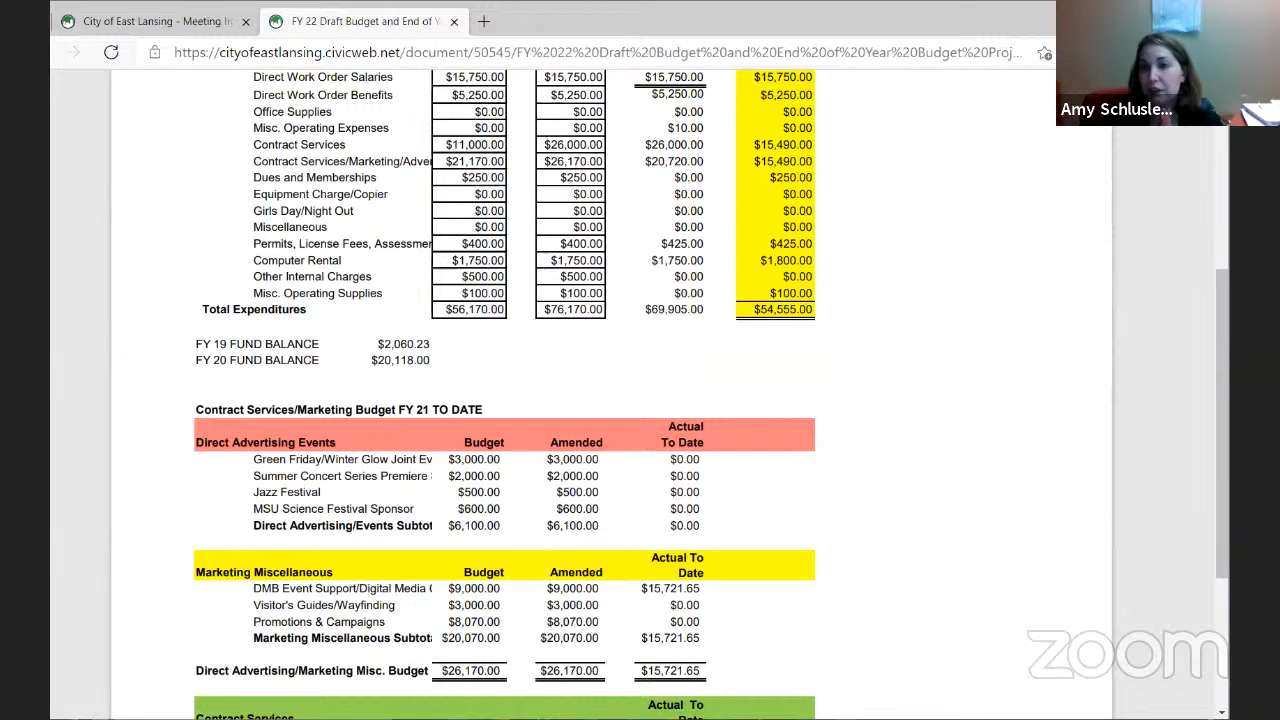 City of East Lansing - Meeting In
FY 22 Draft Budget and End of Y
https://cityofeastlansing.civicweb.net/document/50545/FY%2022%20Draft%20Budget%20and%20End%20of%20Year%20Budget%20Proj...
Amy Schlusle...
Direct Work Order Salaries $15,750.00 $15,750.00 $15,750.00 $15,750.00
Direct Work Order Benefits $5,250.00 $5,250.00 $5,250.00 $5,250.00
Office Supplies $0.00 $0.00 $0.00 $0.00
Misc. Operating Expenses $0.00 $0.00 $10.00 $0.00
Contract Services $11,000.00 $26,000.00 $26,000.00 $15,490.00
Contract Services/Marketing/Adver $21,170.00 $26,170.00 $20,720.00 $15,490.00
Dues and Memberships $250.00 $250.00 $0.00 $250.00
Equipment Charge/Copier $0.00 $0.00 $0.00 $0.00
Girls Day/Night Out $0.00 $0.00 $0.00 $0.00
Miscellaneous $0.00 $0.00 $0.00 $0.00
Permits, License Fees, Assessmen $400.00 $400.00 $425.00 $425.00
Computer Rental $1,750.00 $1,750.00 $1,750.00 $1,800.00
Other Internal Charges $500.00 $500.00 $0.00 $0.00
Misc. Operating Supplies $100.00 $100.00 $0.00 $100.00
Total Expenditures $56,170.00 $76,170.00 $69,905.00 $54,555.00
FY 19 FUND BALANCE $2,060.23
FY 20 FUND BALANCE $20,118.00
Contract Services/Marketing Budget FY 21 TO DATE
Actual
Direct Advertising Events Budget Amended To Date
Green Friday/Winter Glow Joint Ev $3,000.00 $3,000.00 $0.00
Summer Concert Series Premiere $2,000.00 $2,000.00 $0.00
Jazz Festival $500.00 $500.00 $0.00
MSU Science Festival Sponsor $600.00 $600.00 $0.00
Direct Advertising/Events Subtot $6,100.00 $6,100.00 $0.00
Actual To
Marketing Miscellaneous Budget Amended Date
DMB Event Support/Digital Media $9,000.00 $9,000.00 $15,721.65
Visitor's Guides/Wayfinding $3,000.00 $3,000.00 $0.00
Promotions & Campaigns $8,070.00 $8,070.00 $0.00
Marketing Miscellaneous Subtota $20,070.00 $20,070.00 $15,721.65
Direct Advertising/Marketing Misc. Budget $26,170.00 $26,170.00 $15,721.65
Actual To
Contract Services Date
zoom